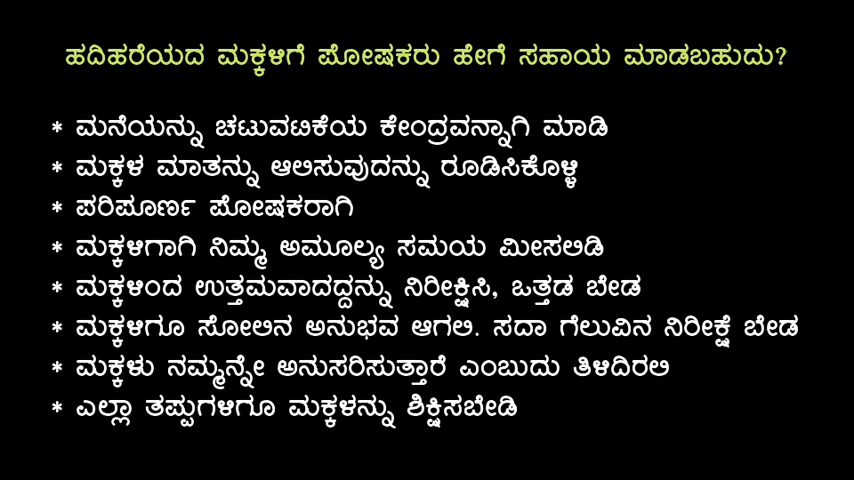 ಹದಿಹರೆಯದ ಮಕ್ಕಳಿಗೆ ಪೋಷಕರು ಹೇಗೆ ಸಹಾಯ ಮಾಡಬಹುದು?
* ಮನೆಯನ್ನು ಚಟುವಟಿಕೆಯ ಕೇಂದ್ರವನ್ನಾಗಿ ಮಾಡಿ
* ಮಕ್ಕಳ ಮಾತನ್ನು ಆಲಿಸುವುದನ್ನು ರೂಡಿಸಿಕೊಳ್ಳಿ
* ಪರಿಪೂರ್ಣ ಪೋಷಕರಾಗಿ
* ಮಕ್ಕಳಿಗಾಗಿ ನಿಮ್ಮ ಅಮೂಲ್ಯ ಸಮಯ ಮೀಸಲಿಡಿ
* ಮಕ್ಕಳಿಂದ ಉತ್ತಮವಾದದ್ದನ್ನು ನಿರೀಕ್ಷಿಸಿ, ಒತ್ತಡ ಬೇಡ
* ಮಕ್ಕಳಿಗೂ ಸೋಲಿನ ಅನುಭವ ಆಗಲಿ. ಸದಾ ಗೆಲುವಿನ ನಿರೀಕ್ಷೆ ಬೇಡ
* ಮಕ್ಕಳು ನಮ್ಮನ್ನೇ ಅನುಸರಿಸುತ್ತಾರೆ ಎಂಬುದು ತಿಳಿದಿರಲಿ
* ಎಲ್ಲಾ ತಪ್ಪುಗಳಿಗೂ ಮಕ್ಕಳನ್ನು ಶಿಕ್ಷಿಸಬೇಡಿ